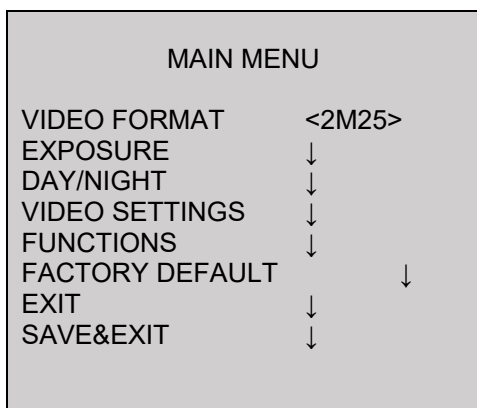 MAIN MENU
VIDEO FORMAT <2M25>
EXPOSURE ↓
DAY/NIGHT ↓
VIDEO SETTINGS ↓
FUNCTIONS ↓
FACTORY DEFAULT ↓
EXIT ↓
SAVE&EXIT ↓